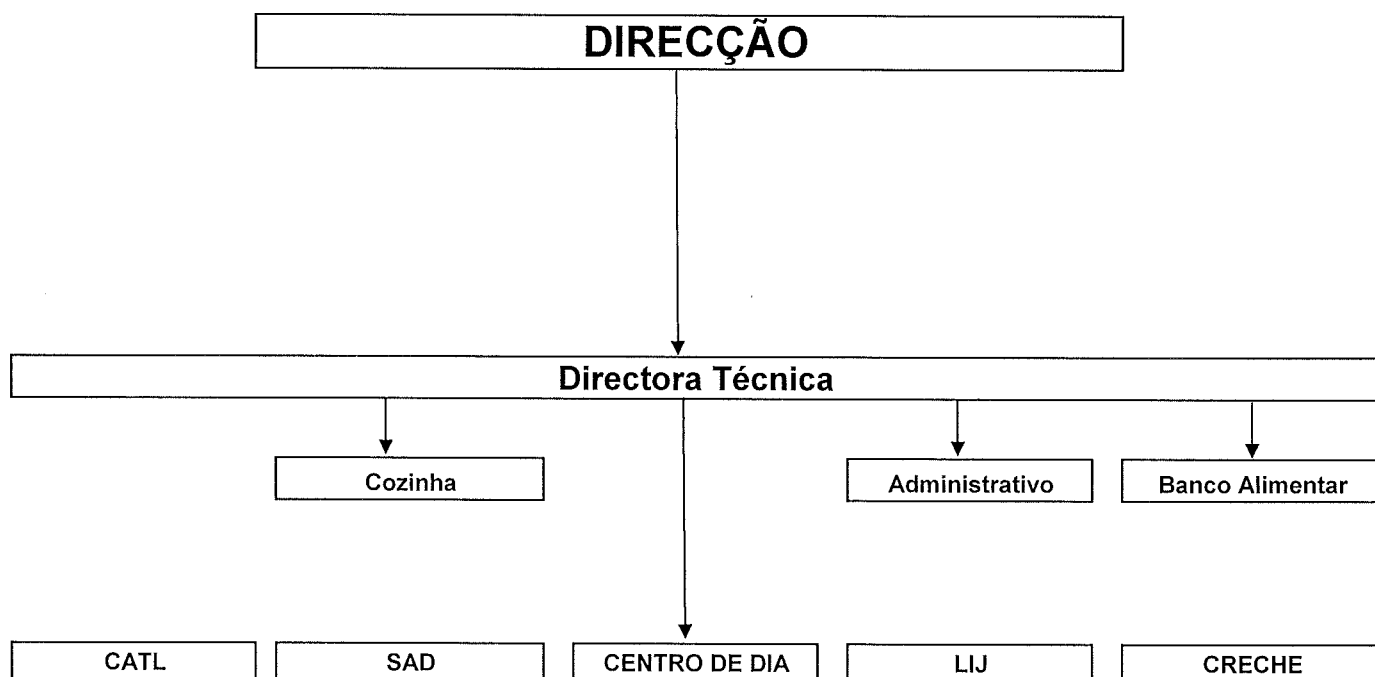 DIRECÇÃO
Directora Técnica
Cozinha
Administrativo
Banco Alimentar
CATL
SAD
CENTRO DE DIA
LIJ
CRECHE